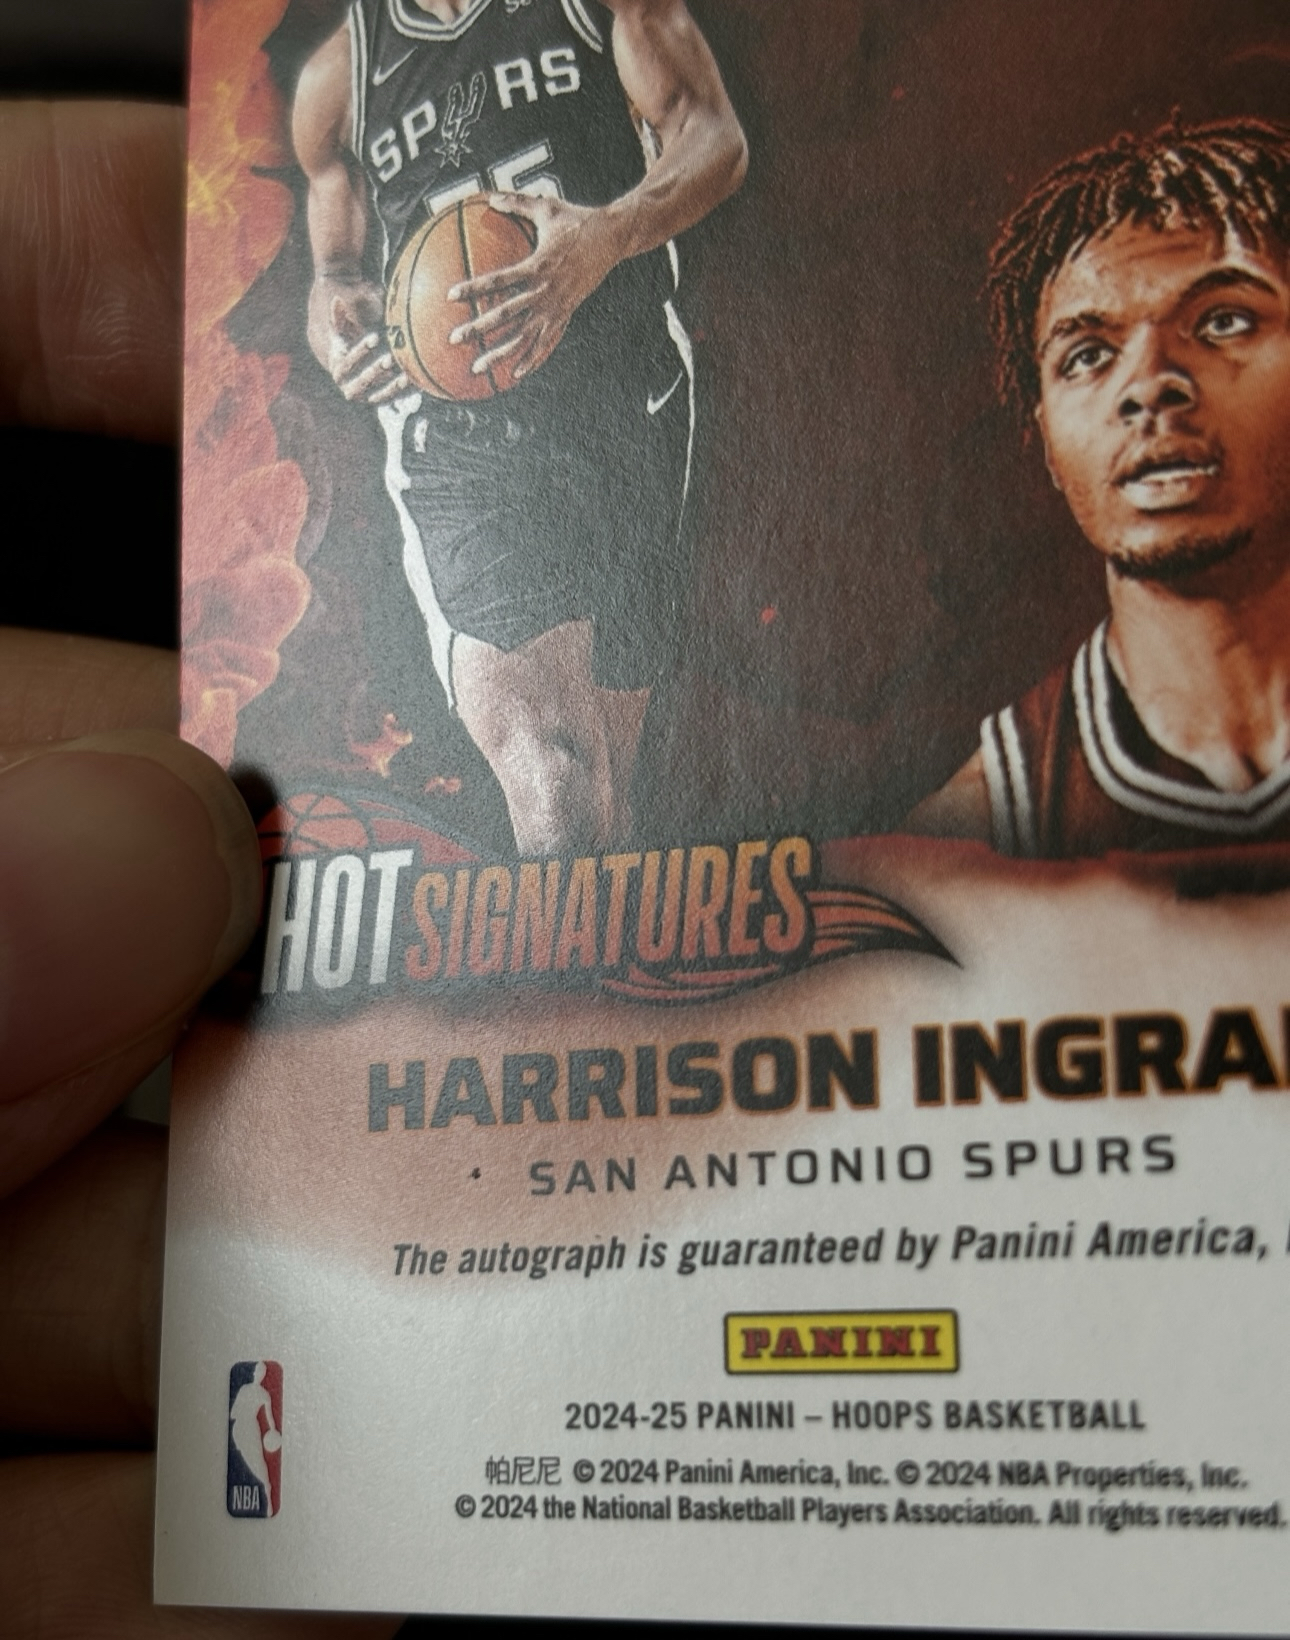 SPURS
HOT SIGNATURES
HARRISON INGRA
SAN ANTONIO SPURS
The autograph is guaranteed by Panini America,
PANINI
2024-25 PANINI – HOOPS BASKETBALL
帕尼尼 © 2024 Panini America, Inc. © 2024 NBA Properties, Inc.
NBA
© 2024 the National Basketball Players Association. All rights reserved.